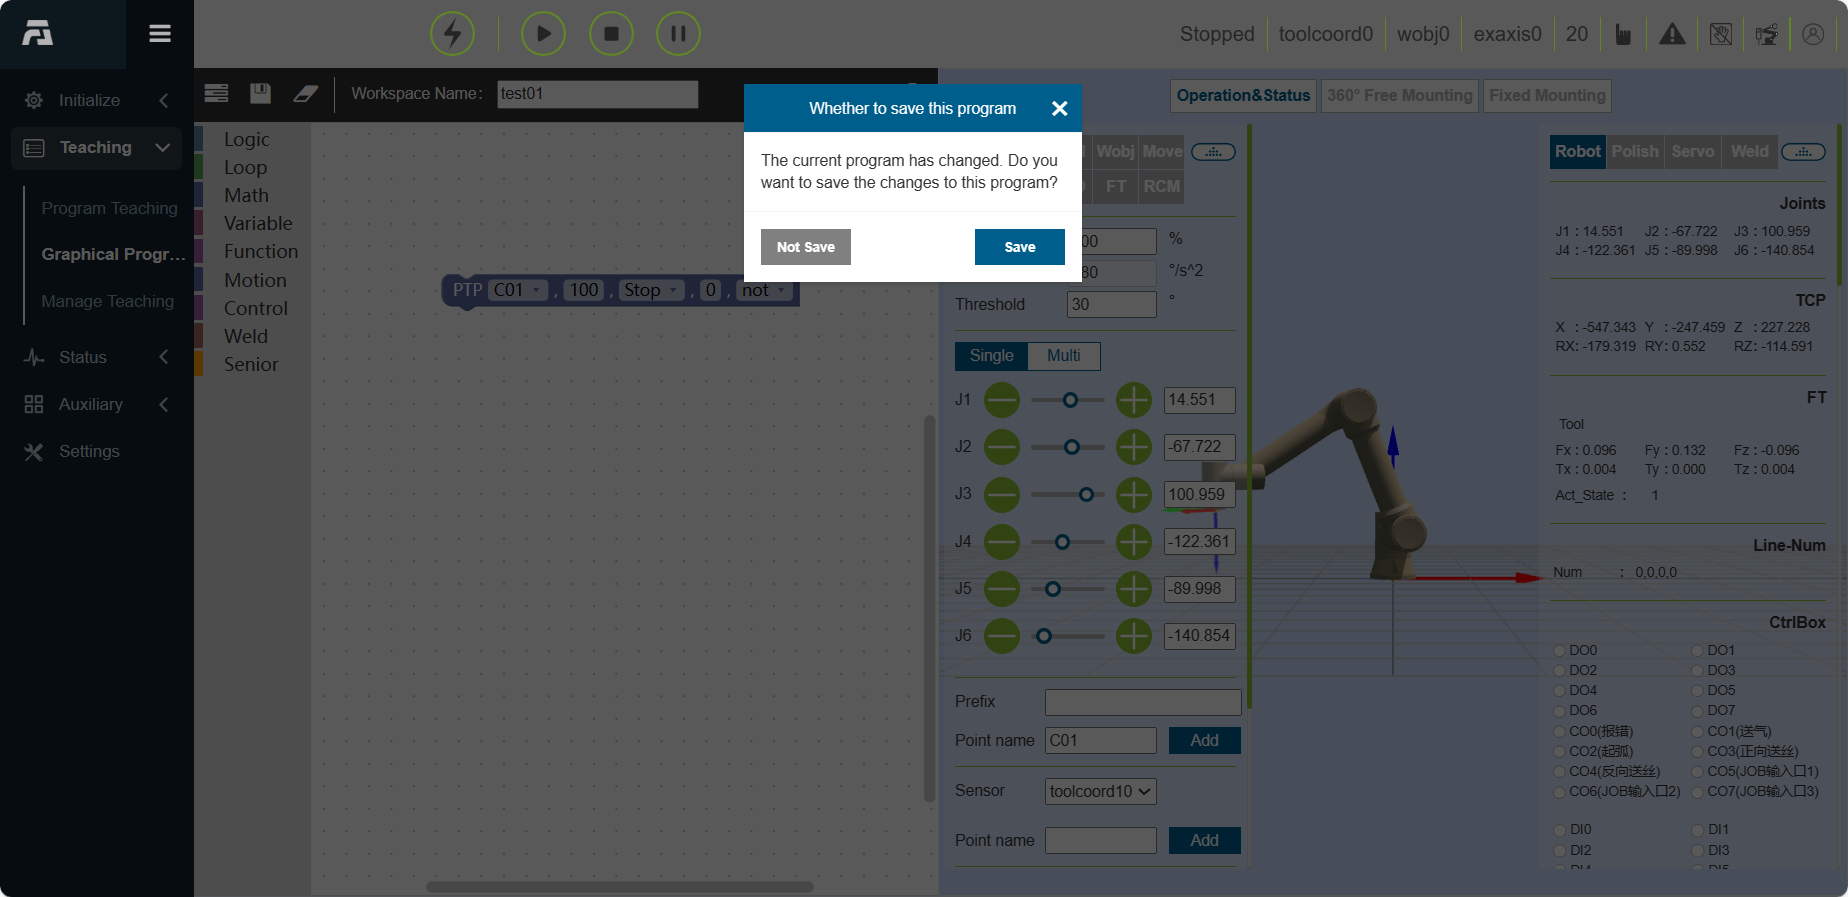 Stopped
toolcoord0
wobj0
exaxis0
20
Initialize
Teaching
Program Teaching
Graphical Progr...
Manage Teaching
Status
Auxiliary
Settings
Workspace Name:
test01
Logic
Loop
Math
Variable
Function
Motion
Control
Weld
Senior
PTP C01 , 100 , Stop , 0 , not
Whether to save this program
The current program has changed. Do you
want to save the changes to this program?
Not Save
Save
Operation&Status
360° Free Mounting
Fixed Mounting
Wobj
Move
FT
RCM
%
°/s^2
Threshold
30
°
Single
Multi
J1
14.551
J2
-67.722
J3
100.959
J4
-122.361
J5
-89.998
J6
-140.854
Prefix
Point name
C01
Add
Sensor
toolcoord10
Point name
Add
Robot
Polish
Servo
Weld
Joints
J1 : 14.551 J2 : -67.722 J3 : 100.959
J4 : -122.361 J5 : -89.998 J6 : -140.854
TCP
X : -547.343 Y : -247.459 Z : 227.228
RX: -179.319 RY: 0.552 RZ: -114.591
FT
Tool
Fx : 0.096 Fy : 0.132 Fz : -0.096
Tx : 0.004 Ty : 0.000 Tz : 0.004
Act_State : 1
Line-Num
Num : 0,0,0,0
CtrlBox
DO0 DO1
DO2 DO3
DO4 DO5
DO6 DO7
CO0(报错) CO1(送气)
CO2(起弧) CO3(正向送丝)
CO4(反向送丝) CO5(JOB输入口1)
CO6(JOB输入口2) CO7(JOB输入口3)
DI0 DI1
DI2 DI3